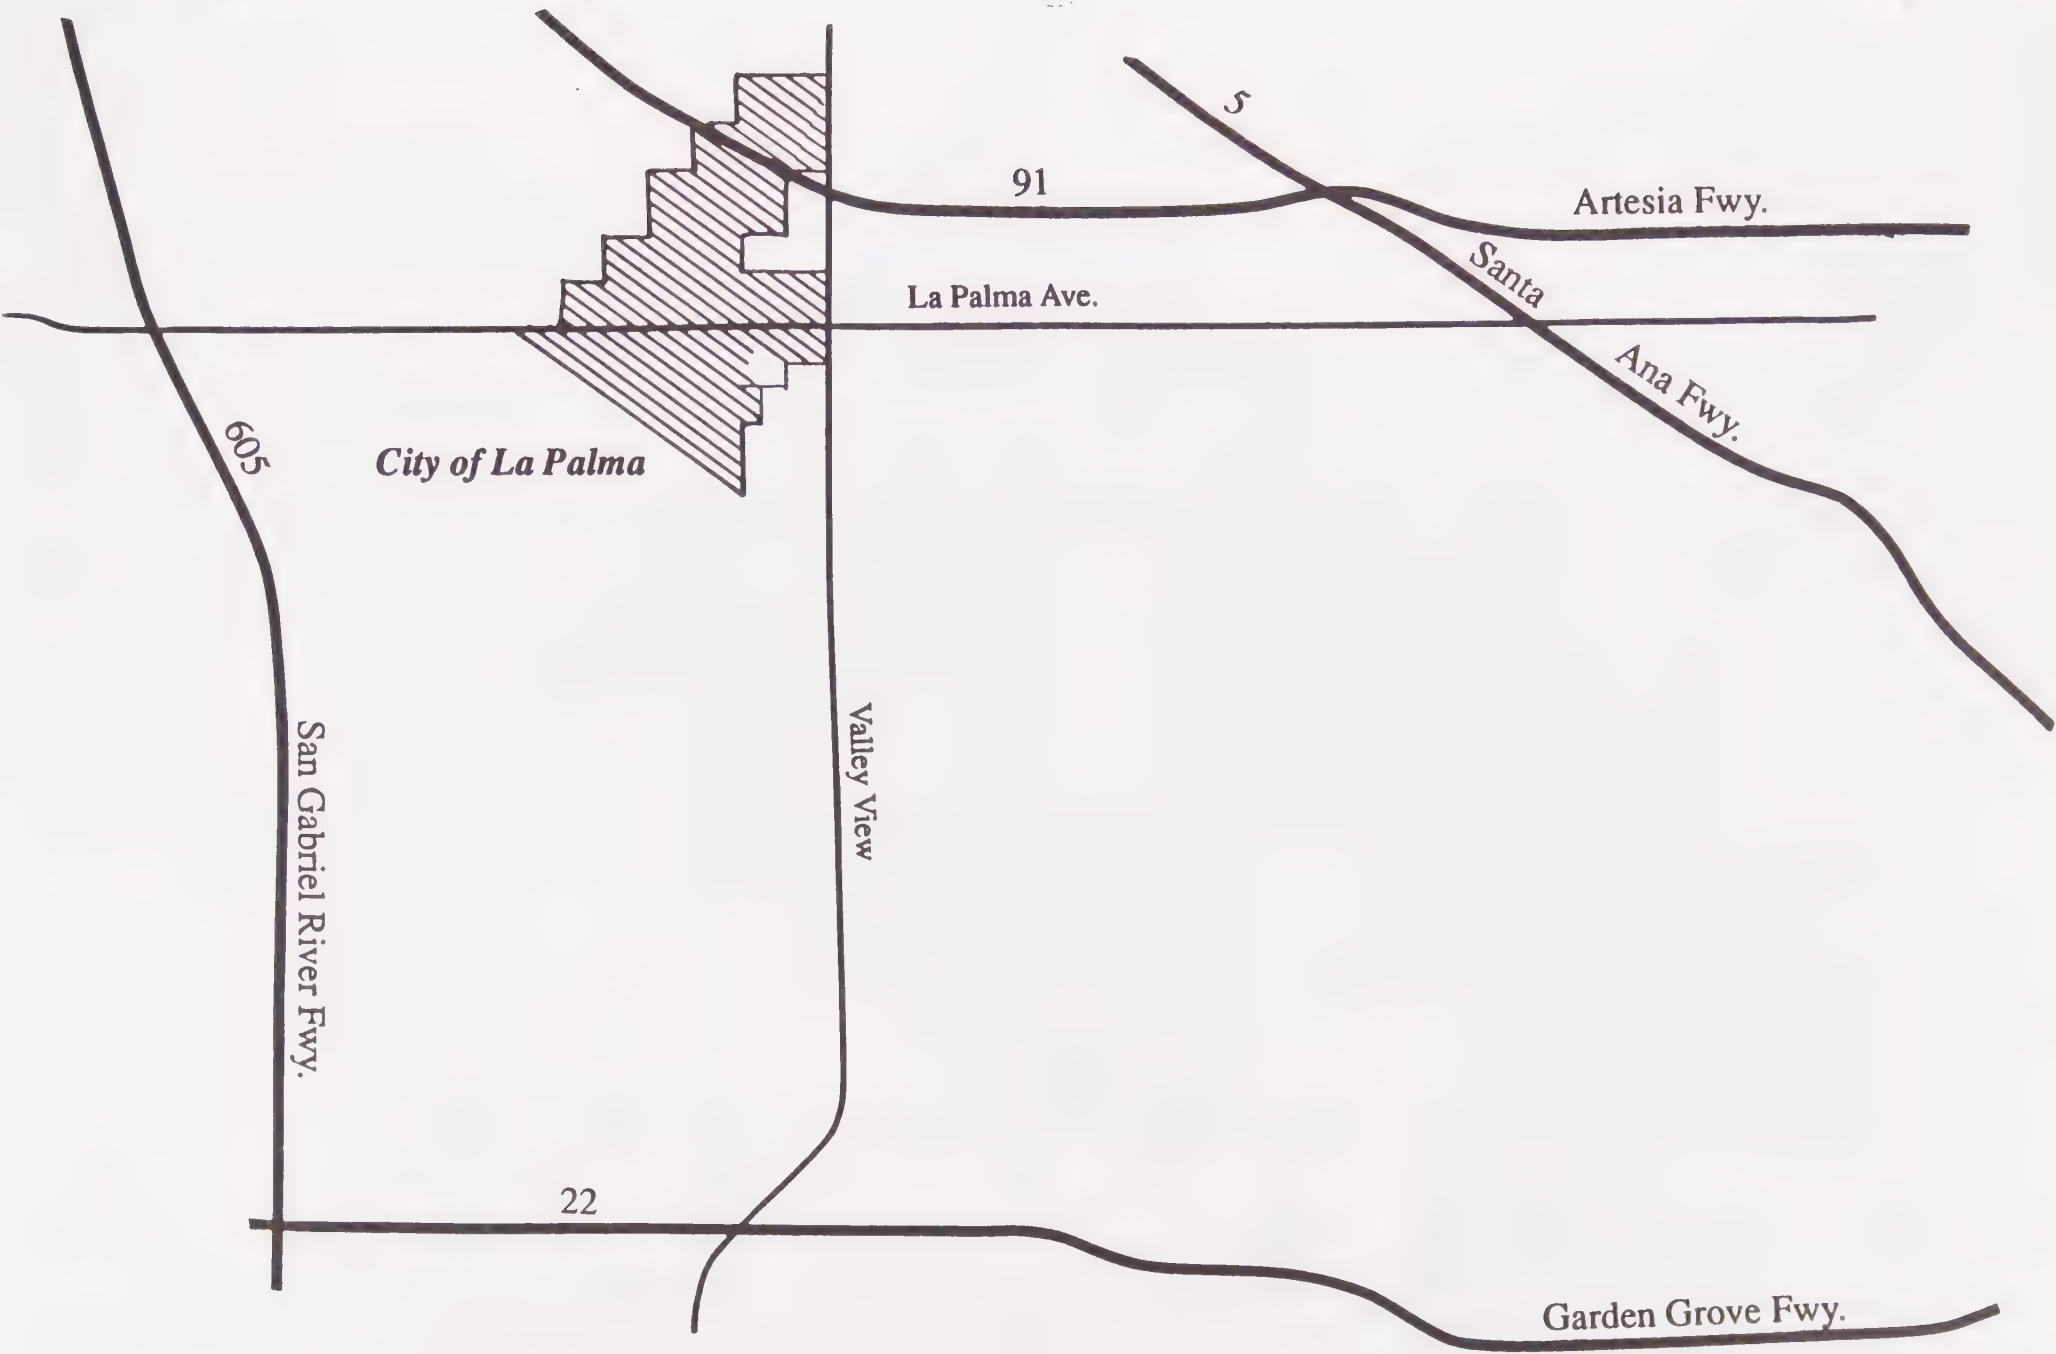 5
91
Artesia Fwy.
Santa
La Palma Ave.
Ana Fwy.
605
City of La Palma
Valley View
San Gabriel River Fwy.
22
Garden Grove Fwy.